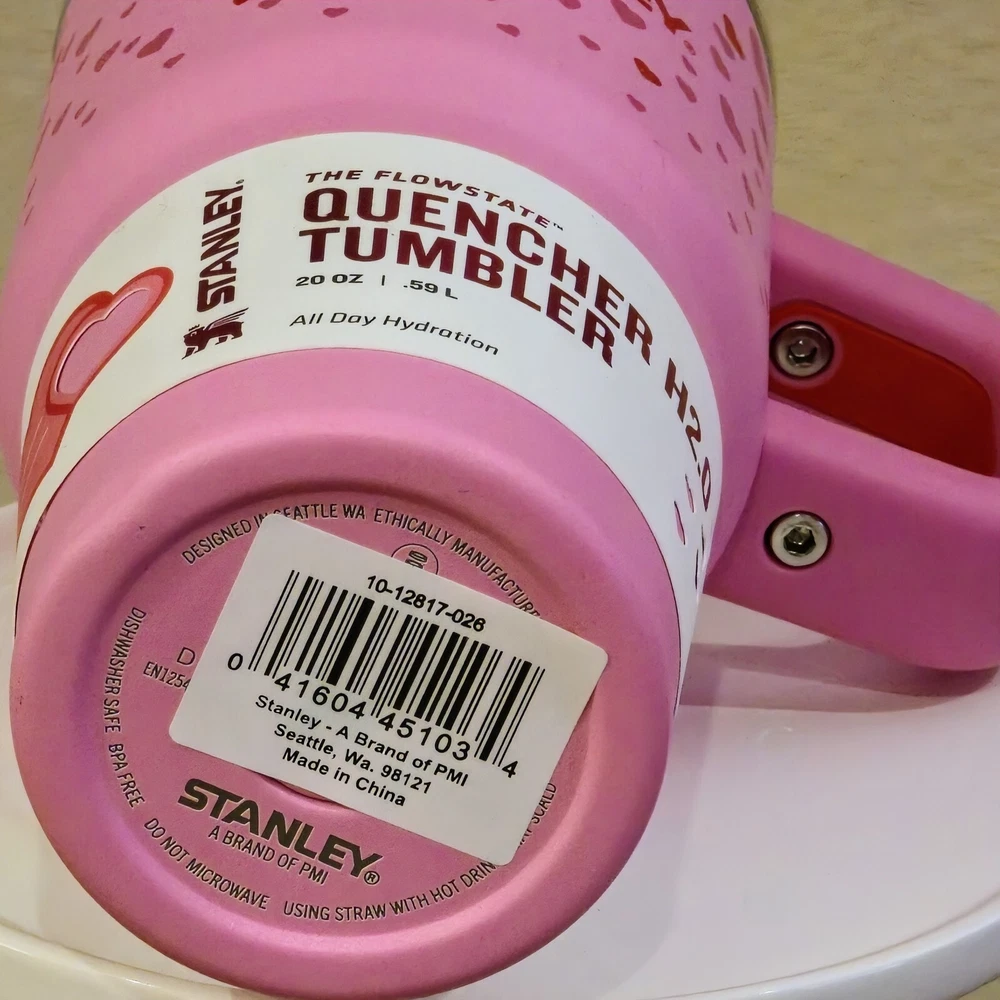 STANLEY®
THE FLOWSTATE™
QUENCHER H2.0
TUMBLER
20 OZ | .59 L
All Day Hydration
DESIGNED IN SEATTLE WA ETHICALLY
DISHWASHER SAFE BPA FREE DO NOT MICROWAVE USING STRAW WITH HOT
10-12817-026
0 41604 45103 4
Stanley - A Brand of PMI
Seattle, Wa. 98121
Made in China
STANLEY®
A BRAND OF PMI